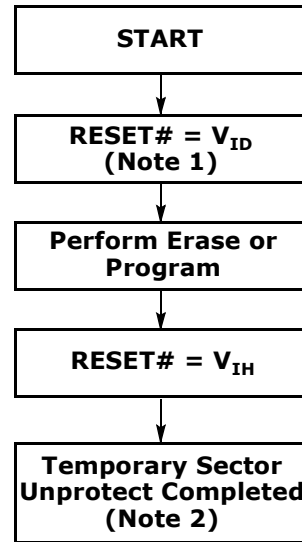 START
RESET# = VID
(Note 1)
Perform Erase or
Program
RESET# = VIH
Temporary Sector
Unprotect Completed
(Note 2)